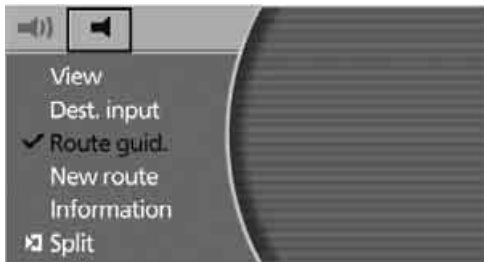 View
Dest. input
Route guid.
New route
Information
Split